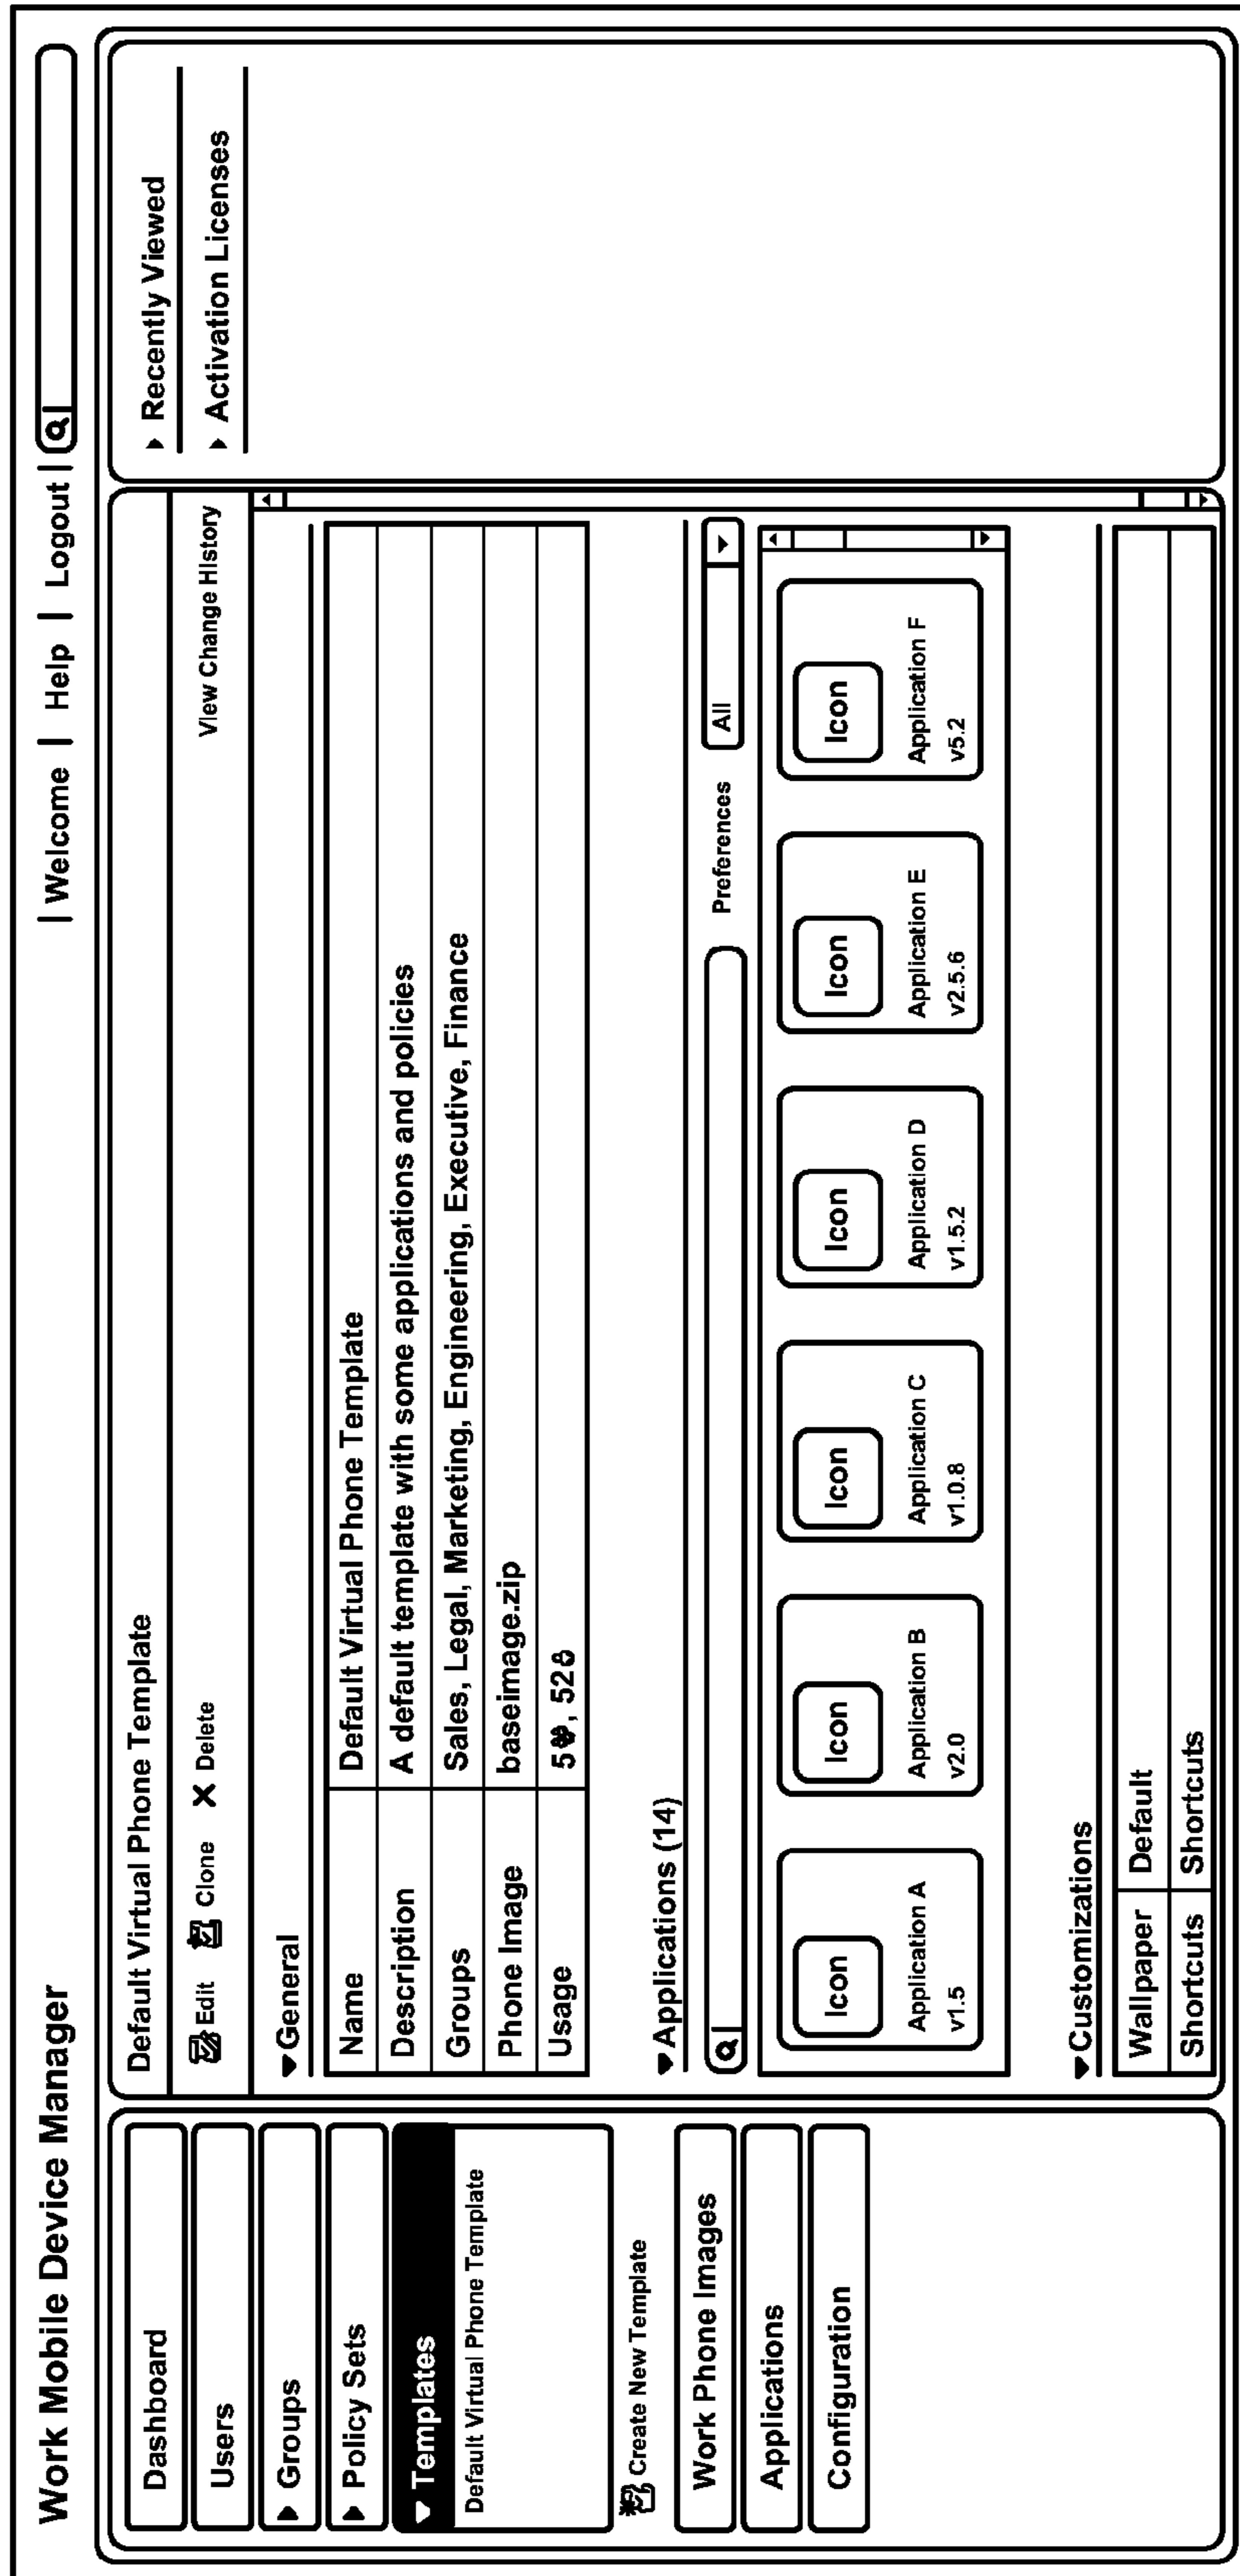 Work Mobile Device Manager
| Welcome | Help | Logout |
Dashboard
Users
Groups
Policy Sets
Templates
Default Virtual Phone Template
Create New Template
Work Phone Images
Applications
Configuration
Default Virtual Phone Template
Edit Clone Delete View Change History
General
Name Default Virtual Phone Template
Description A default template with some applications and policies
Groups Sales, Legal, Marketing, Engineering, Executive, Finance
Phone Image baseimage.zip
Usage 5, 52
Applications (14)
Preferences All
Icon Icon Icon Icon Icon Icon
Application A Application B Application C Application D Application E Application F
v1.5 v2.0 v1.0.8 v1.5.2 v2.5.6 v5.2
Customizations
Wallpaper Default
Shortcuts Shortcuts
Recently Viewed
Activation Licenses